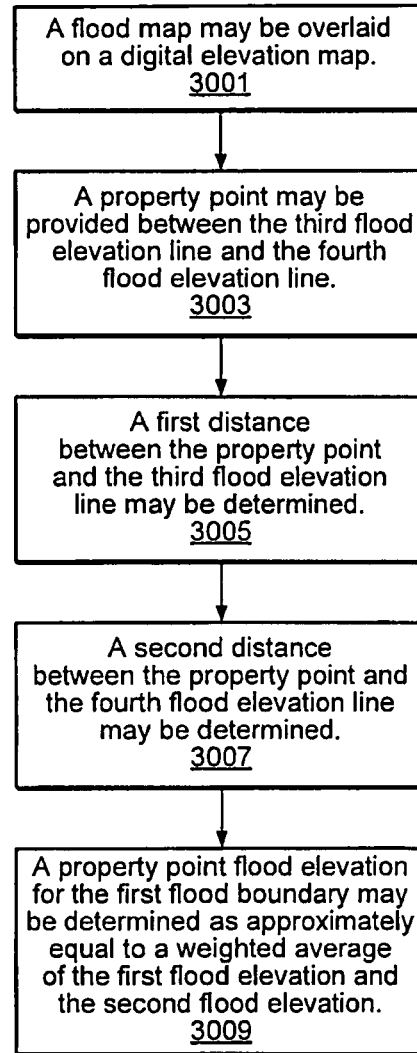 A flood map may be overlaid
on a digital elevation map.
3001
A property point may be
provided between the third flood
elevation line and the fourth
flood elevation line.
3003
A first distance
between the property point
and the third flood elevation
line may be determined.
3005
A second distance
between the property point and
the fourth flood elevation line
may be determined.
3007
A property point flood elevation
for the first flood boundary may
be determined as approximately
equal to a weighted average
of the first flood elevation and
the second flood elevation.
3009